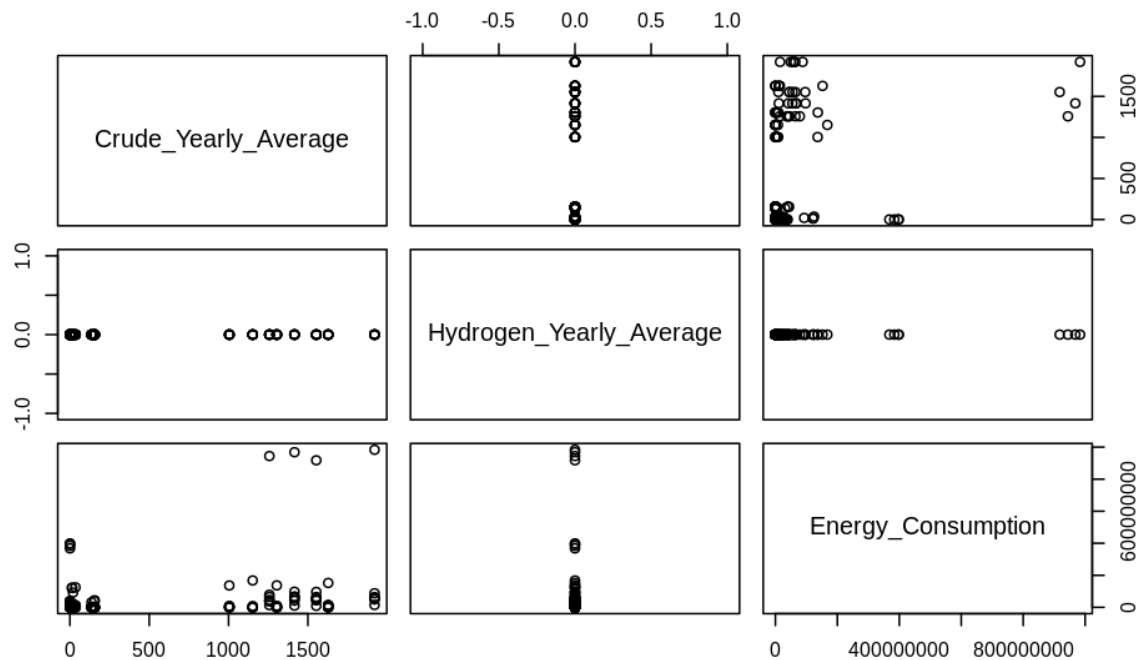 -1.0 -0.5 0.0 0.5 1.0
Crude_Yearly_Average
0 500 1500
-1.0 0.0 1.0
Hydrogen_Yearly_Average
Energy_Consumption
0 600000000
0 500 1000 1500
0 400000000 800000000